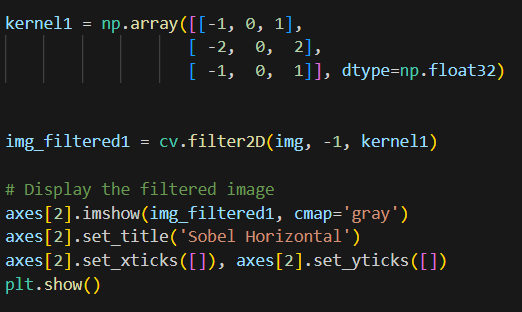 kernel1 = np.array([[-1, 0, 1],
[ -2, 0, 2],
[ -1, 0, 1]], dtype=np.float32)
img_filtered1 = cv.filter2D(img, -1, kernel1)
# Display the filtered image
axes[2].imshow(img_filtered1, cmap='gray')
axes[2].set_title('Sobel Horizontal')
axes[2].set_xticks([]), axes[2].set_yticks([])
plt.show()